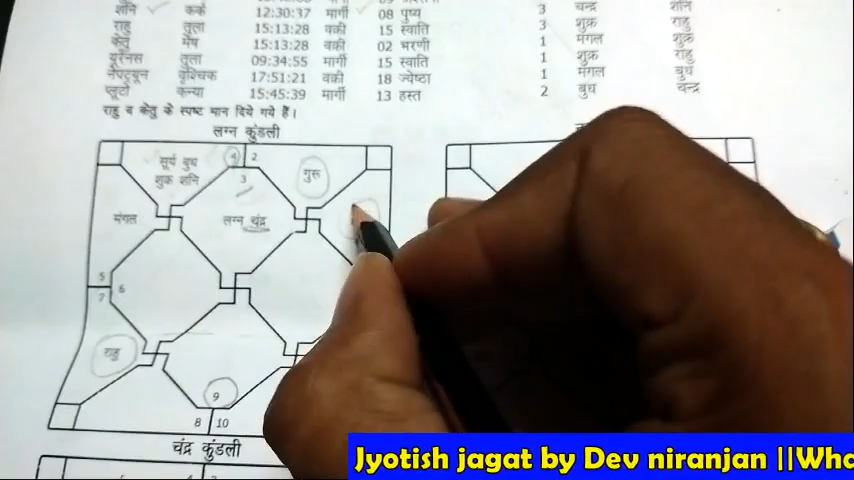 शनि कर्क 12:30:37 मार्गी 08 पुष्य 3 चन्द्र शनि
राहु तुला 15:13:28 वक्री 15 स्वाति 3 शुक्र राहु
केतु मेष 15:13:28 वक्री 02 भरणी 1 मंगल शुक्र
यूरेनस तुला 09:34:55 मार्गी 15 स्वाति 1 शुक्र राहु
नेपट्यून वृश्चिक 17:51:21 वक्री 18 ज्येष्ठा 1 मंगल बुध
प्लूटो कन्या 15:45:39 मार्गी 13 हस्त 2 बुध चन्द्र
राहु व केतु के स्पष्ट मान दिये गये हैं।
लग्न कुंडली
सूर्य बुध 4 2
शुक्र शनि 3 गुरू
मंगल लग्न चंद्र
5
7 6
राहु
9
8 10
चंद्र कुंडली
Jyotish jagat by Dev niranjan ||Wha